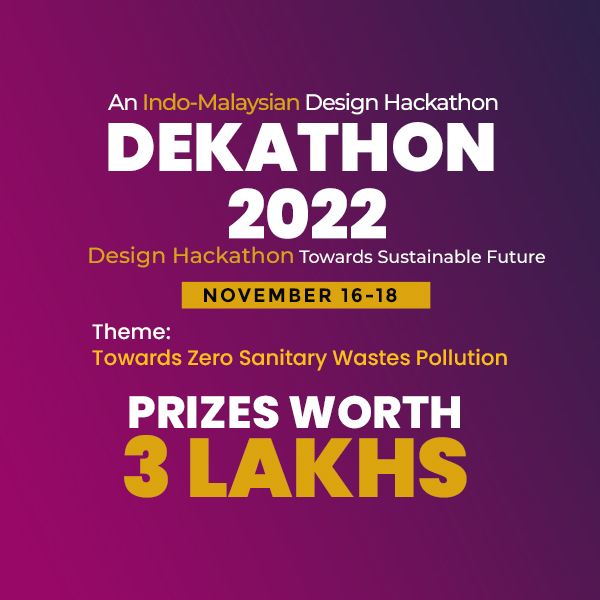 An Indo-Malaysian Design Hackathon
DEKATHON
2022
Design Hackathon Towards Sustainable Future
NOVEMBER 16-18
Theme:
Towards Zero Sanitary Wastes Pollution
PRIZES WORTH
3 LAKHS